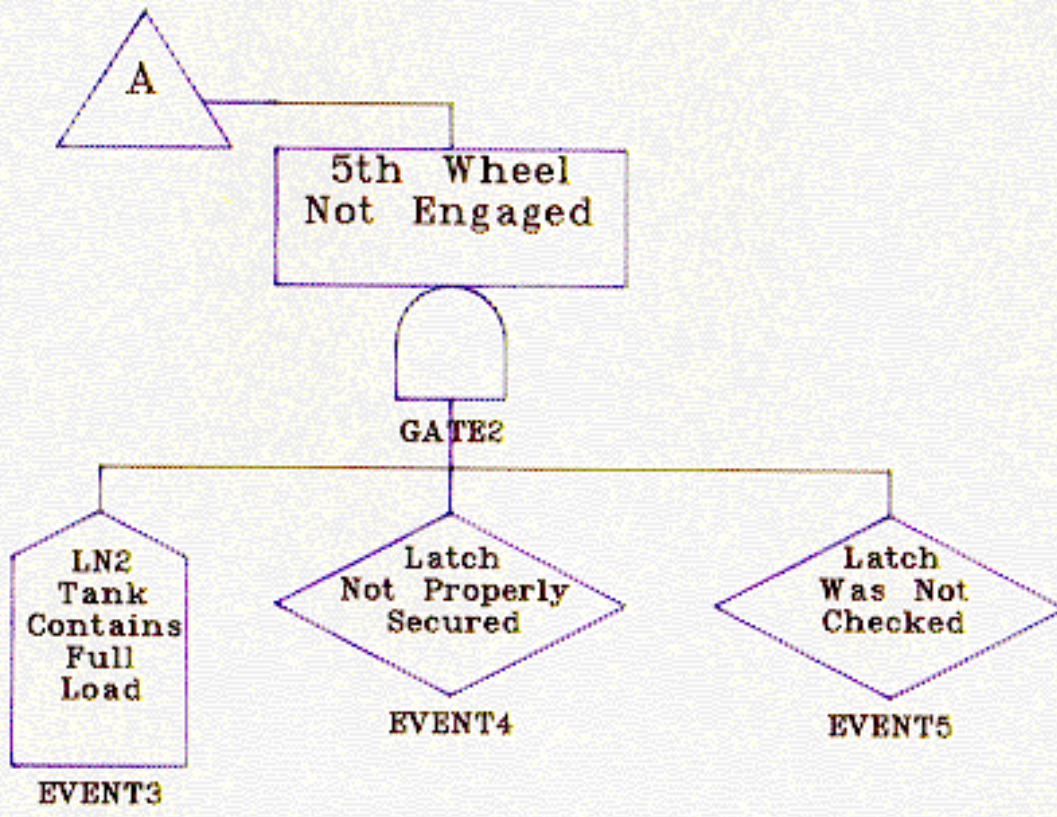 A
5th Wheel
Not Engaged
GATE2
LN2
Tank
Contains
Full
Load
EVENT3
Latch
Not Properly
Secured
EVENT4
Latch
Was Not
Checked
EVENT5